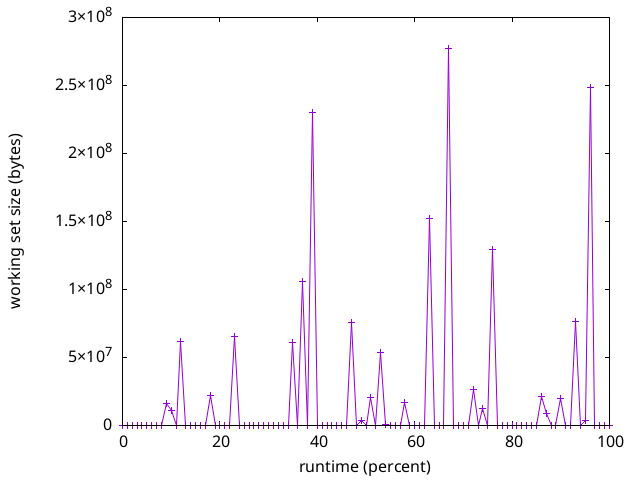 3×10⁸
2.5×10⁸
2×10⁸
1.5×10⁸
1×10⁸
5×10⁷
0
working set size (bytes)
0 20 40 60 80 100
runtime (percent)